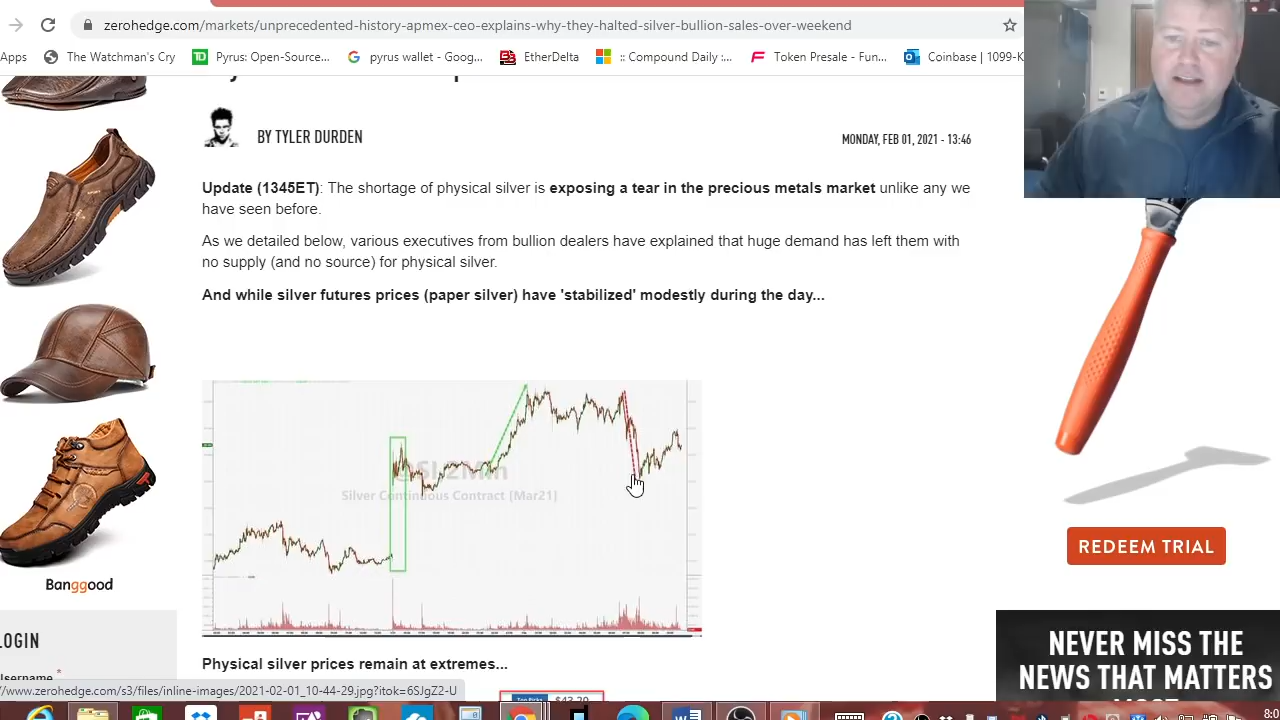 zerohedge.com/markets/unprecedented-history-apmex-ceo-explains-why-they-halted-silver-bullion-sales-over-weekend
Apps The Watchman's Cry Pyrus: Open-Source... pyrus wallet - Goog... EtherDelta :: Compound Daily :... Token Presale - Fun... Coinbase | 1099-K
BY TYLER DURDEN
MONDAY, FEB 01, 2021 - 13:46
Update (1345ET): The shortage of physical silver is exposing a tear in the precious metals market unlike any we
have seen before.
As we detailed below, various executives from bullion dealers have explained that huge demand has left them with
no supply (and no source) for physical silver.
And while silver futures prices (paper silver) have 'stabilized' modestly during the day...
Silver Continuous Contract [Mar21]
Physical silver prices remain at extremes...
Top Picks $43.20
Banggood
LOGIN
Username *
//www.zerohedge.com/s3/files/inline-images/2021-02-01_10-44-29.jpg?itok=6SJgZ2-U
REDEEM TRIAL
NEVER MISS THE
NEWS THAT MATTERS
MOST
8:0